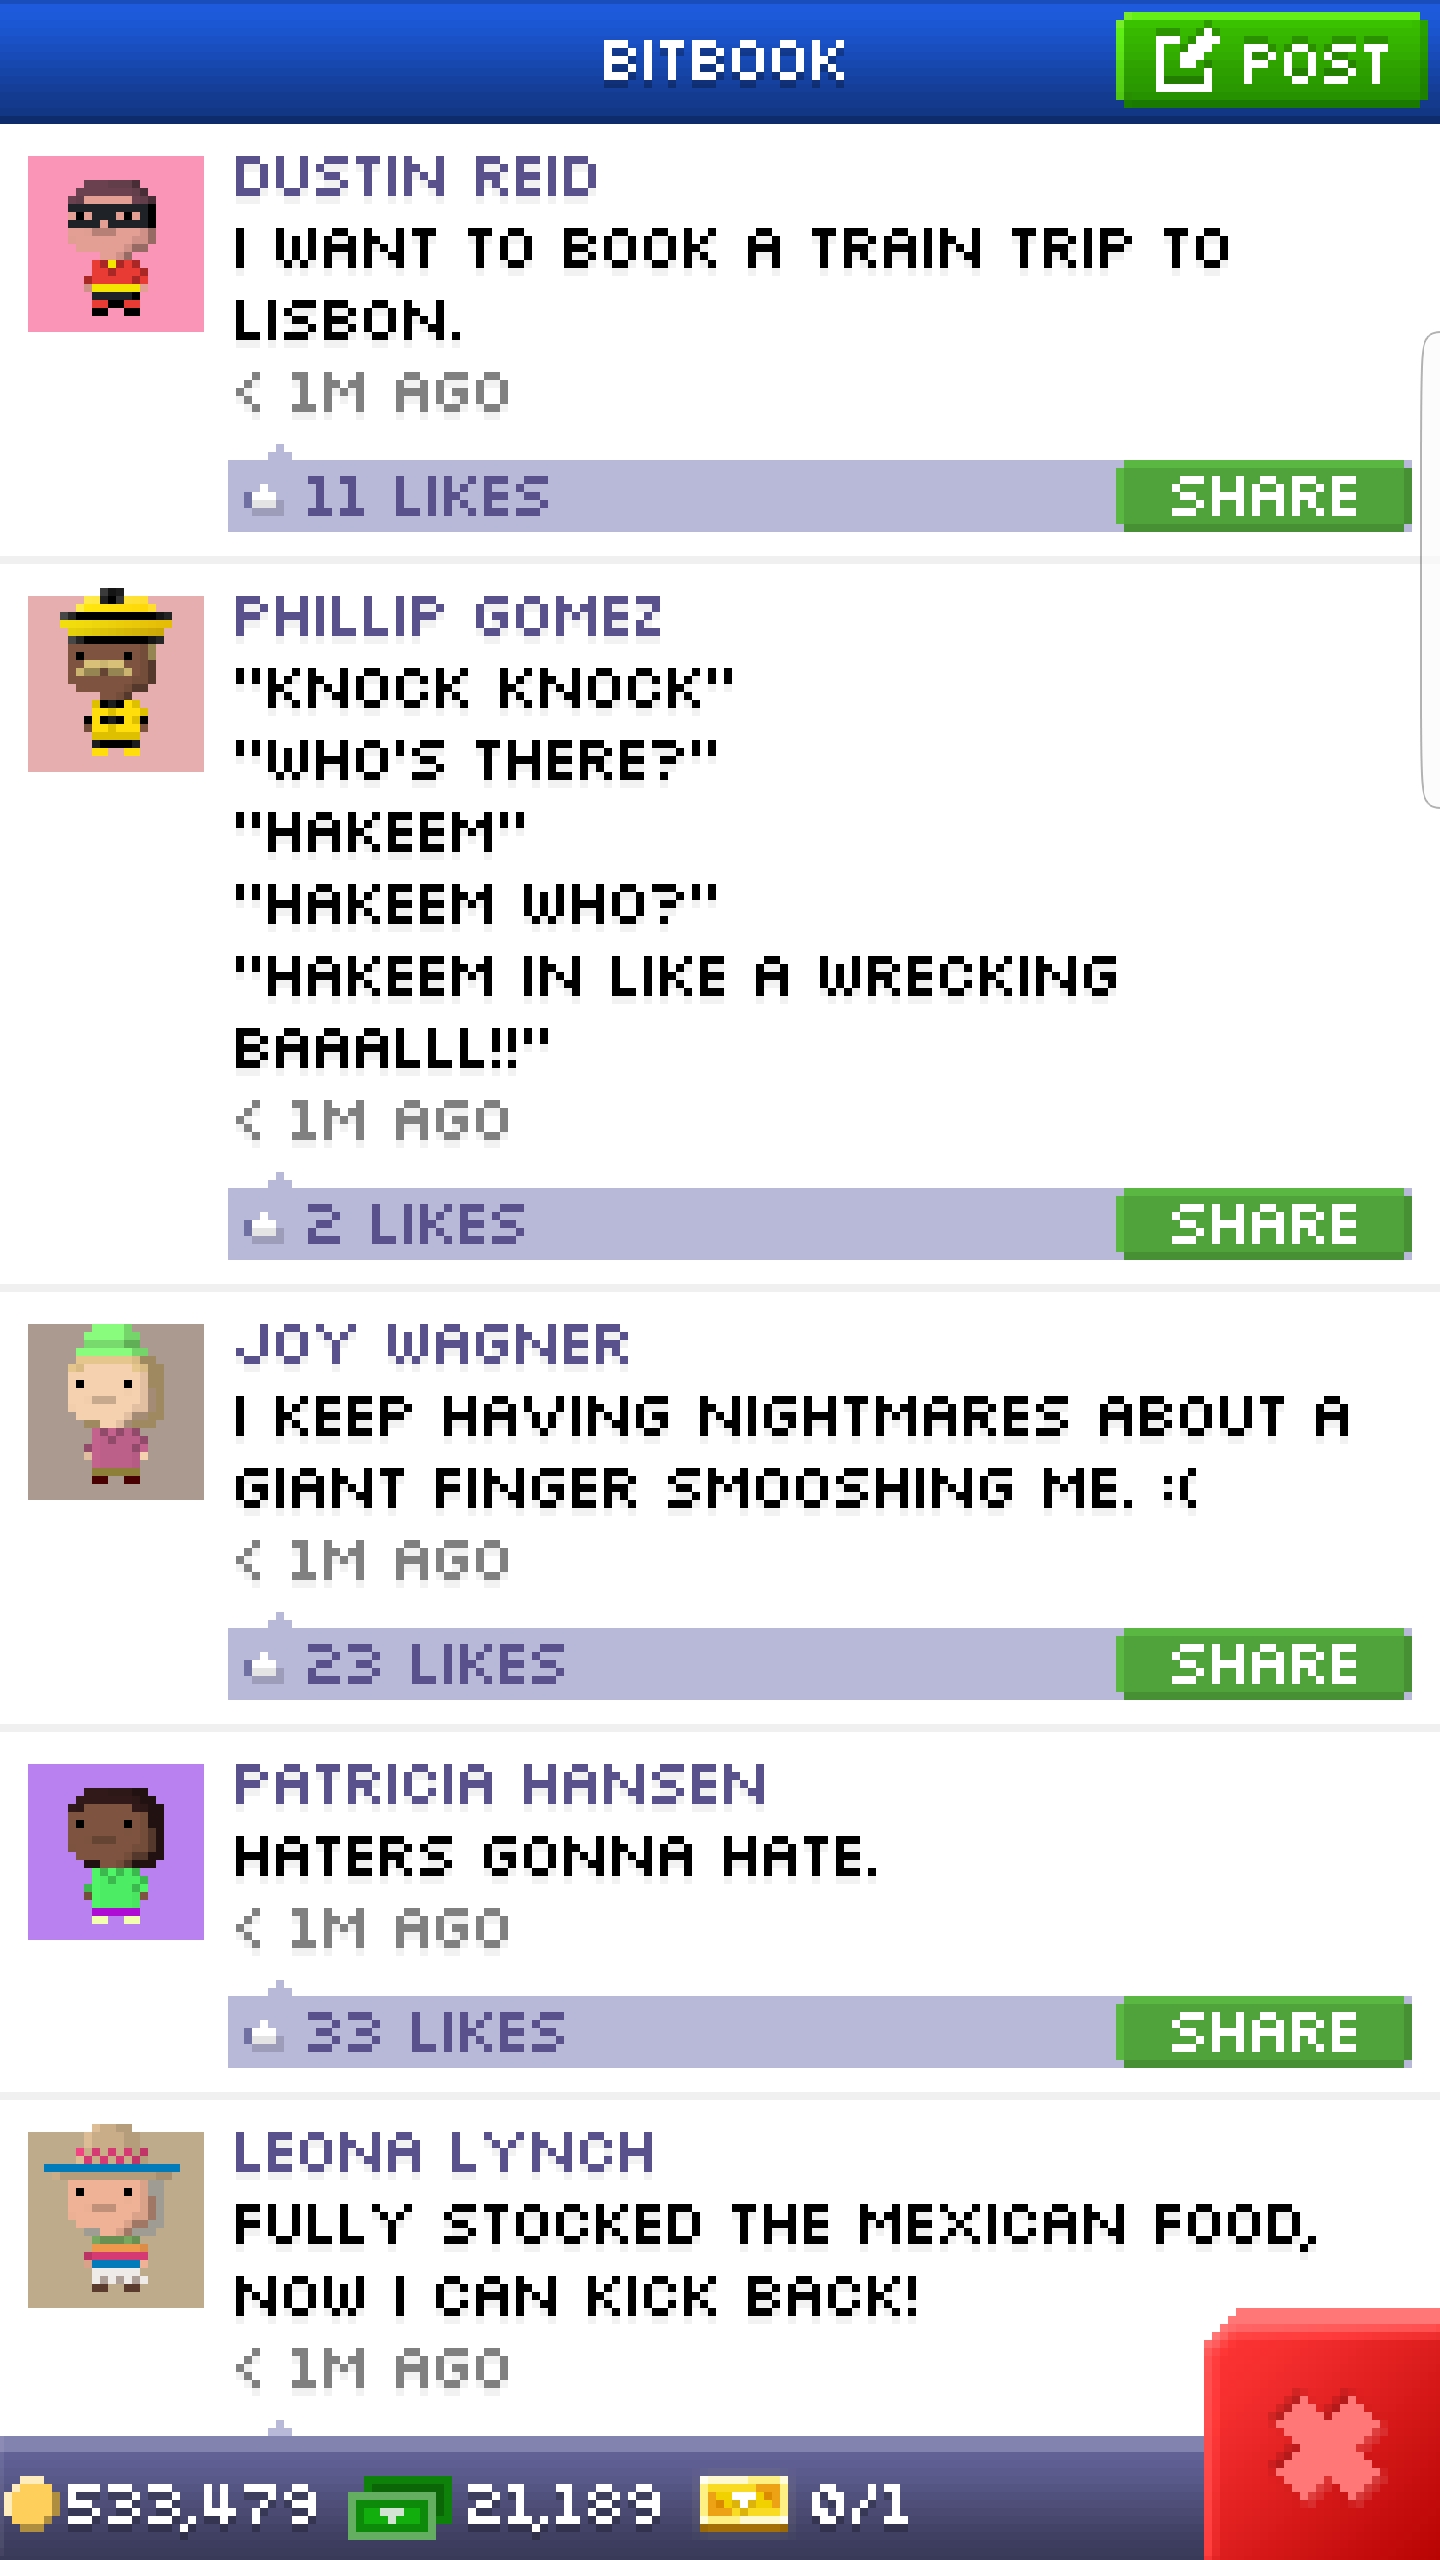 BITBOOK
POST
DUSTIN REID
I WANT TO BOOK A TRAIN TRIP TO
LISBON.
< 1M AGO
11 LIKES
SHARE
PHILLIP GOMEZ
"KNOCK KNOCK"
"WHO'S THERE?"
"HAKEEM"
"HAKEEM WHO?"
"HAKEEM IN LIKE A WRECKING
BAAALLL!!"
< 1M AGO
2 LIKES
SHARE
JOY WAGNER
I KEEP HAVING NIGHTMARES ABOUT A
GIANT FINGER SMOOSHING ME. :(
< 1M AGO
23 LIKES
SHARE
PATRICIA HANSEN
HATERS GONNA HATE.
< 1M AGO
33 LIKES
SHARE
LEONA LYNCH
FULLY STOCKED THE MEXICAN FOOD,
NOW I CAN KICK BACK!
< 1M AGO
533,479
21,189
0/1